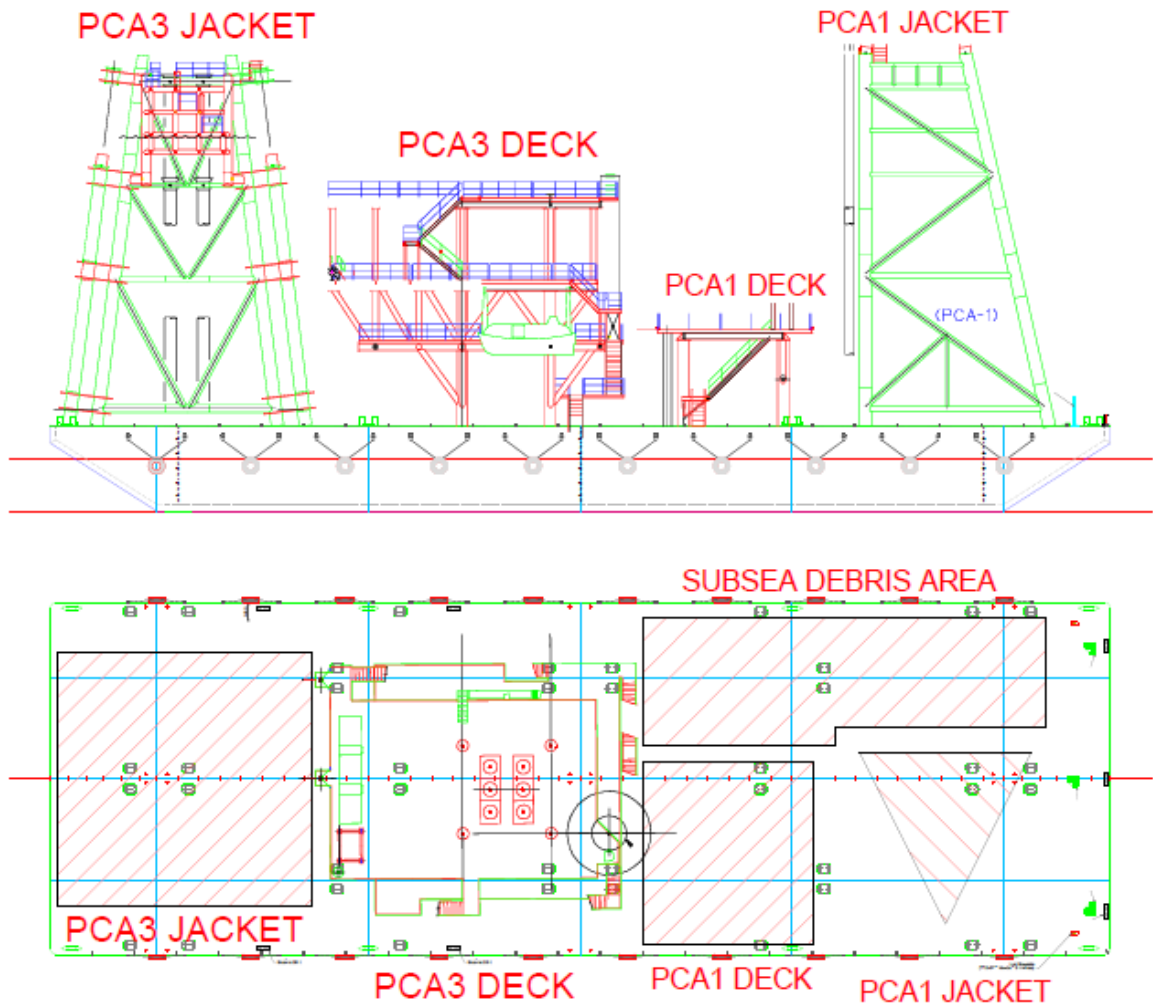 PCA3 JACKET
PCA1 JACKET
PCA3 DECK
PCA1 DECK
(PCA-1)
SUBSEA DEBRIS AREA
PCA3 JACKET
PCA3 DECK
PCA1 DECK
PCA1 JACKET